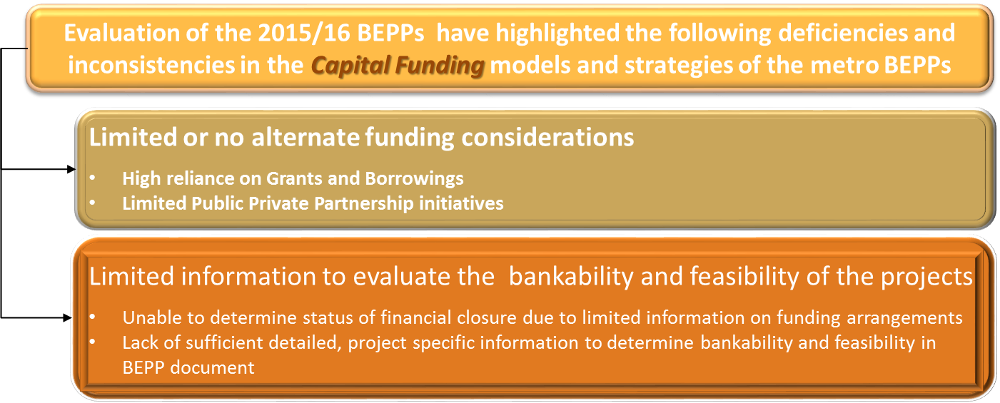 Evaluation of the 2015/16 BEPPs have highlighted the following deficiencies and
inconsistencies in the Capital Funding models and strategies of the metro BEPPs
Limited or no alternate funding considerations
• High reliance on Grants and Borrowings
• Limited Public Private Partnership initiatives
Limited information to evaluate the bankability and feasibility of the projects
• Unable to determine status of financial closure due to limited information on funding arrangements
• Lack of sufficient detailed, project specific information to determine bankability and feasibility in
BEPP document